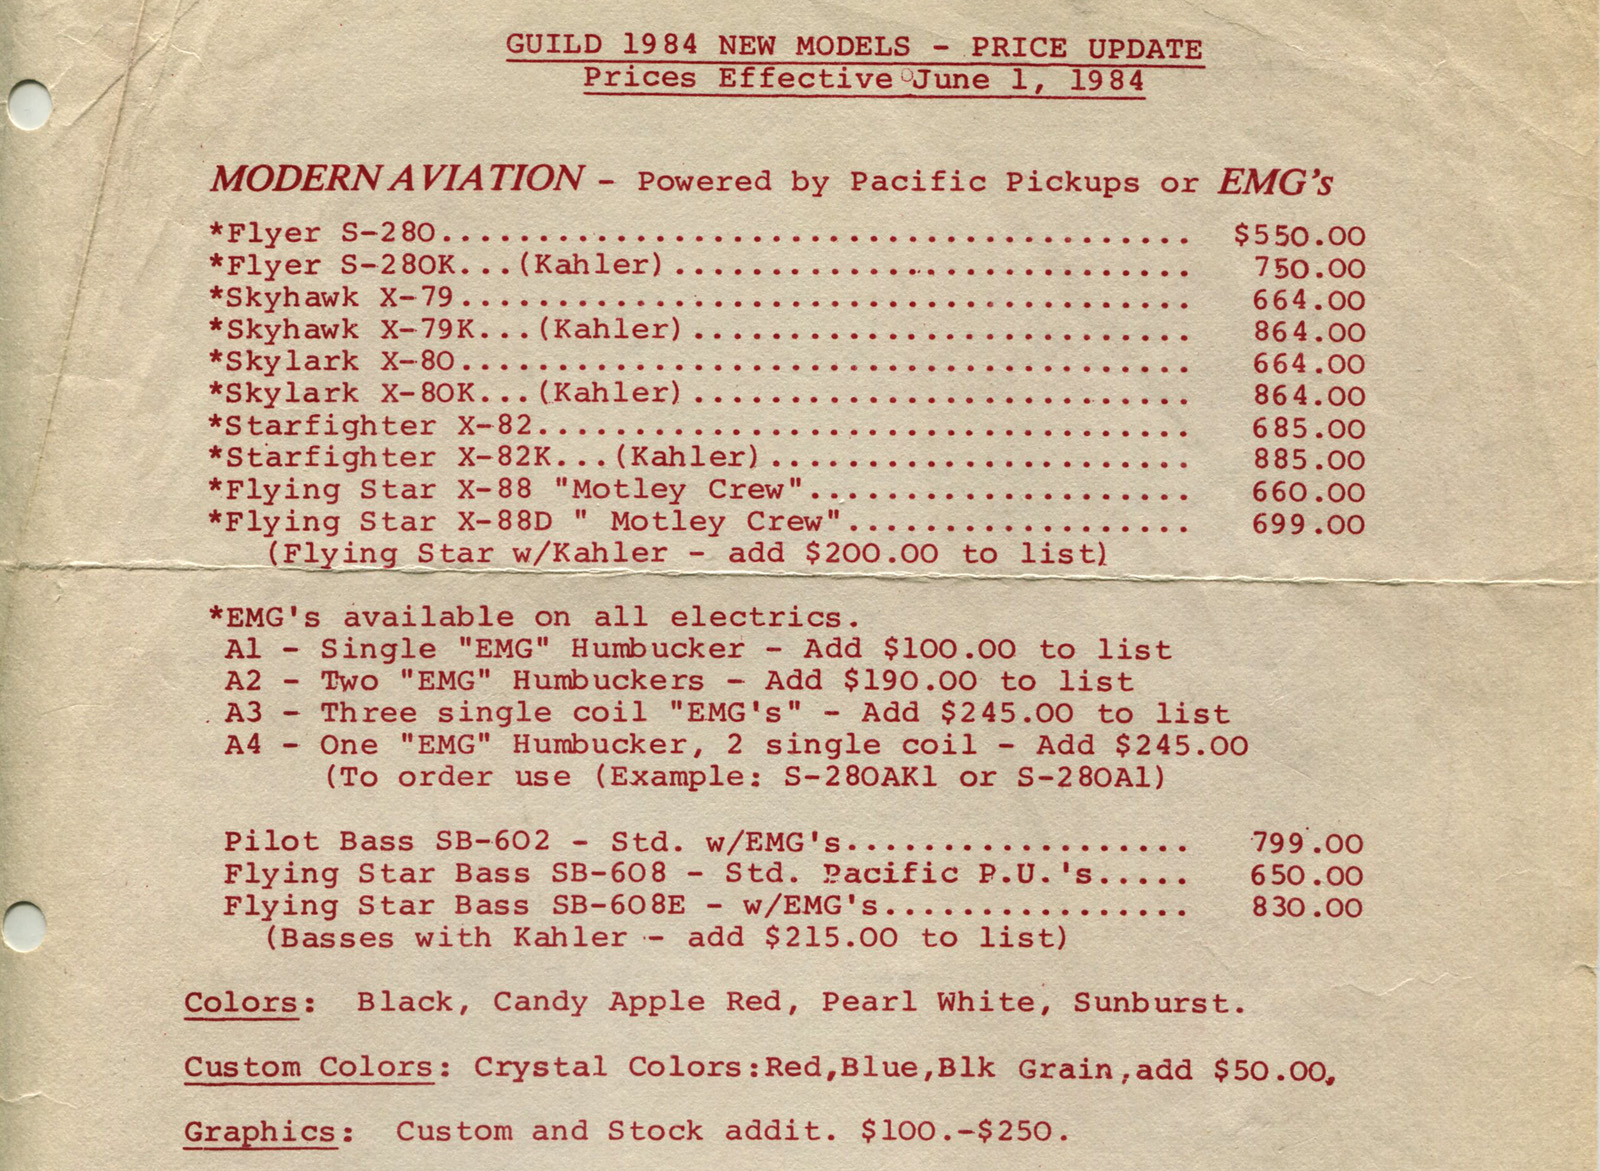 GUILD 1984 NEW MODELS - PRICE UPDATE
Prices Effective June 1, 1984
MODERN AVIATION - Powered by Pacific Pickups or EMG's
*Flyer S-280....................................... $550.00
*Flyer S-280K...(Kahler)........................... 750.00
*Skyhawk X-79...................................... 664.00
*Skyhawk X-79K...(Kahler).......................... 864.00
*Skylark X-80...................................... 664.00
*Skylark X-80K...(Kahler).......................... 864.00
*Starfighter X-82.................................. 685.00
*Starfighter X-82K...(Kahler)...................... 885.00
*Flying Star X-88 "Motley Crew".................... 660.00
*Flying Star X-88D " Motley Crew".................. 699.00
(Flying Star w/Kahler - add $200.00 to list)
*EMG's available on all electrics.
A1 - Single "EMG" Humbucker - Add $100.00 to list
A2 - Two "EMG" Humbuckers - Add $190.00 to list
A3 - Three single coil "EMG's" - Add $245.00 to list
A4 - One "EMG" Humbucker, 2 single coil - Add $245.00
(To order use (Example: S-280AK1 or S-280A1)
Pilot Bass SB-602 - Std. w/EMG's.................. 799.00
Flying Star Bass SB-608 - Std. Pacific P.U.'s..... 650.00
Flying Star Bass SB-608E - w/EMG's................ 830.00
(Basses with Kahler - add $215.00 to list)
Colors: Black, Candy Apple Red, Pearl White, Sunburst.
Custom Colors: Crystal Colors:Red,Blue,Blk Grain,add $50.00,
Graphics: Custom and Stock addit. $100.-$250.